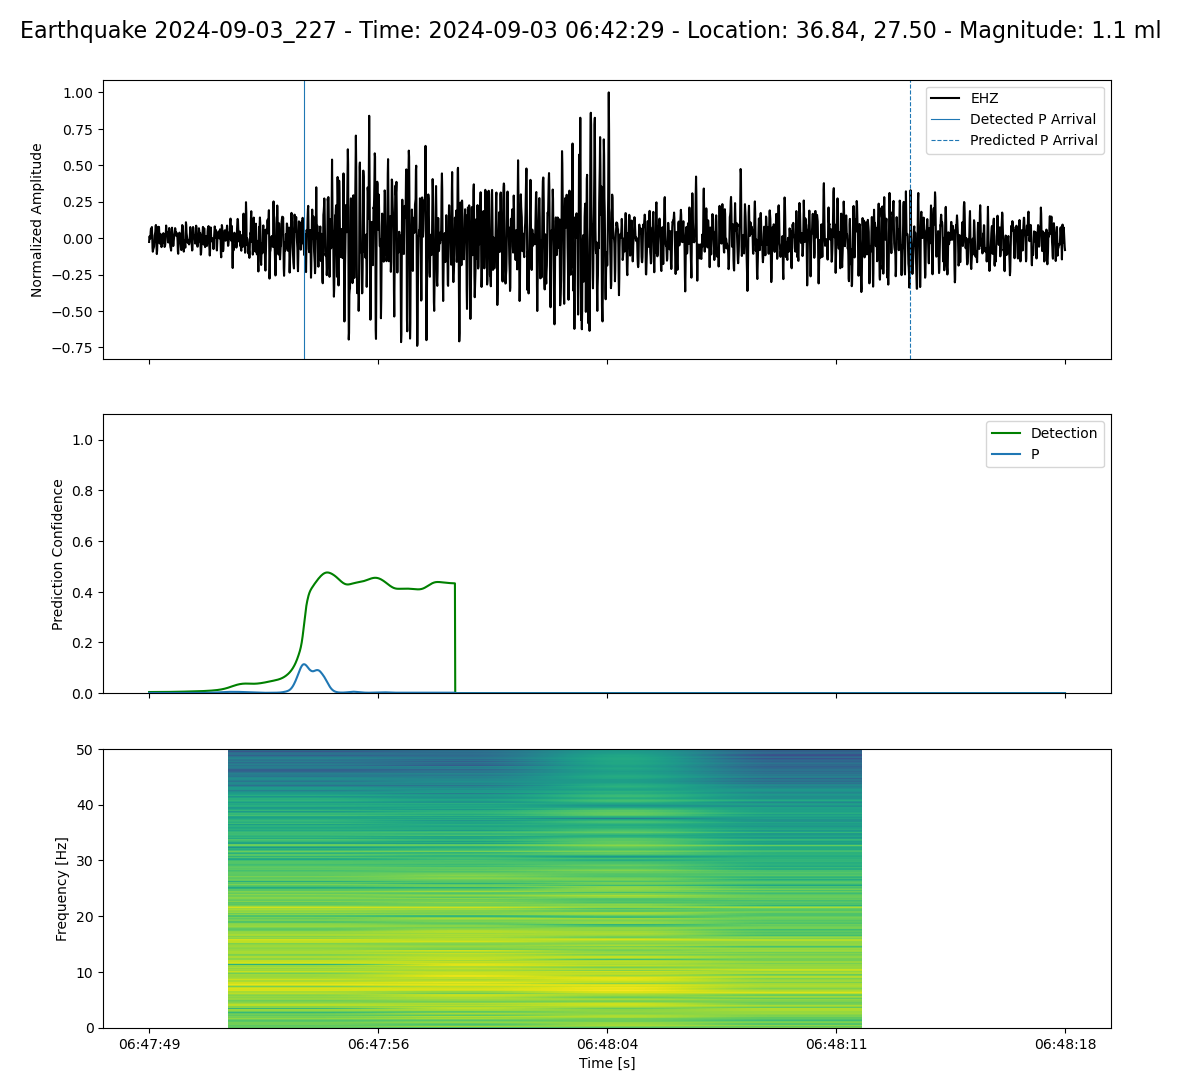 Earthquake 2024-09-03_227 - Time: 2024-09-03 06:42:29 - Location: 36.84, 27.50 - Magnitude: 1.1 ml
Normalized Amplitude
1.00
0.75
0.50
0.25
0.00
−0.25
−0.50
−0.75
EHZ
Detected P Arrival
Predicted P Arrival
Prediction Confidence
1.0
0.8
0.6
0.4
0.2
0.0
Detection
P
Frequency [Hz]
50
40
30
20
10
0
06:47:49 06:47:56 06:48:04 06:48:11 06:48:18
Time [s]